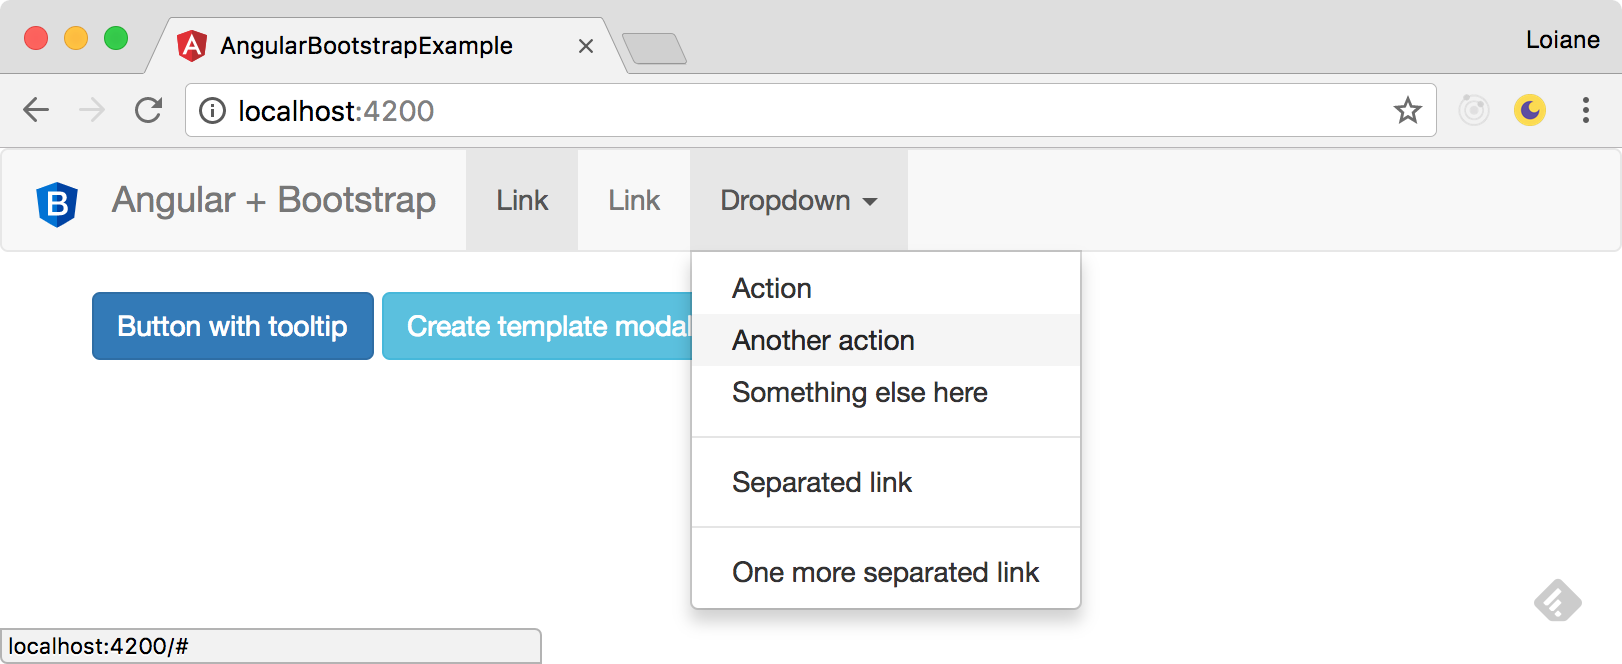 AngularBootstrapExample
Loiane
localhost:4200
Angular + Bootstrap
Link
Link
Dropdown
Button with tooltip
Create template modal
Action
Another action
Something else here
Separated link
One more separated link
localhost:4200/#